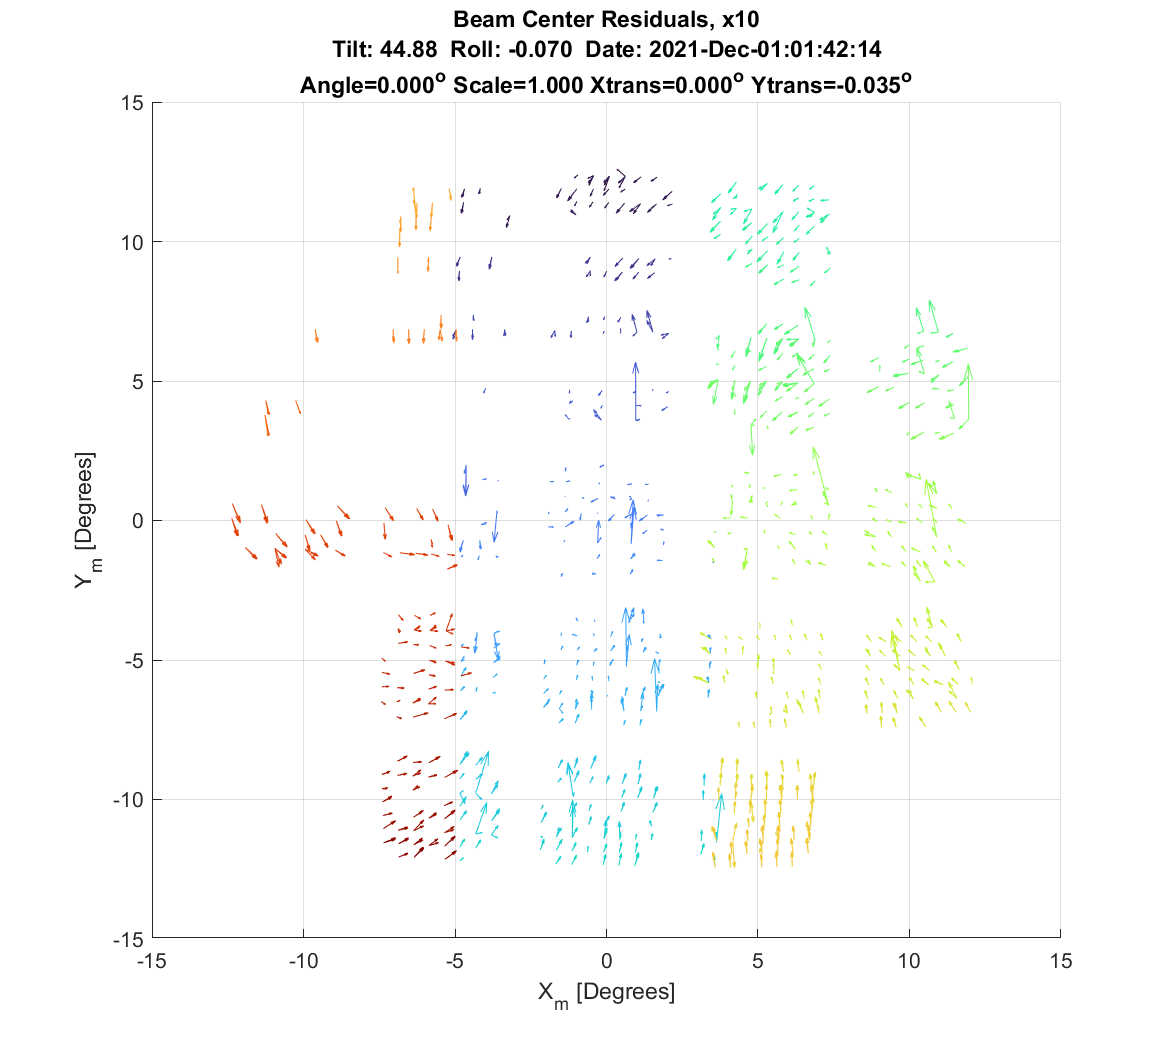 Beam Center Residuals, x10
Tilt: 44.88 Roll: -0.070 Date: 2021-Dec-01:01:42:14
Angle=0.000° Scale=1.000 Xtrans=0.000° Ytrans=-0.035°
15
10
5
0
-5
-10
-15
Y_m [Degrees]
-15 -10 -5 0 5 10 15
X_m [Degrees]